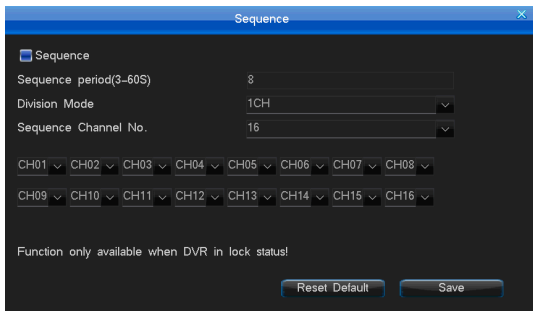 Sequence
Sequence
Sequence period(3-60S) 8
Division Mode 1CH
Sequence Channel No. 16
CH01 CH02 CH03 CH04 CH05 CH06 CH07 CH08
CH09 CH10 CH11 CH12 CH13 CH14 CH15 CH16
Function only available when DVR in lock status!
Reset Default Save